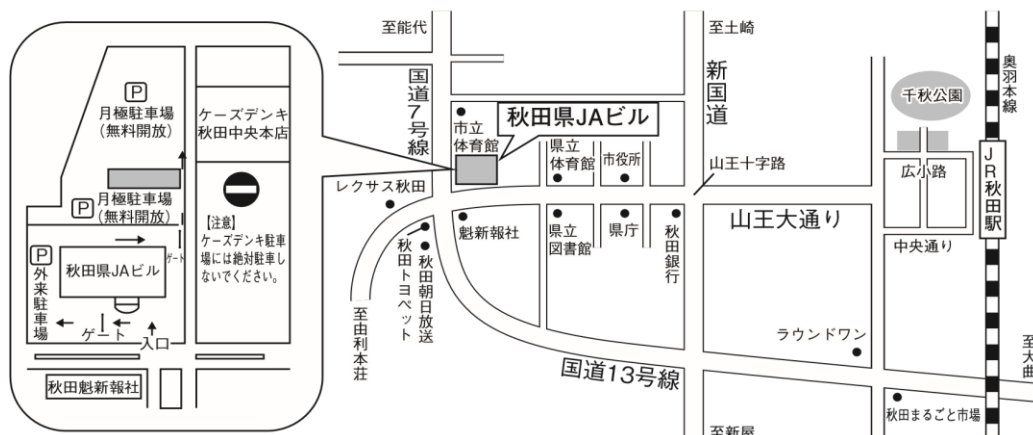 P
月極駐車場
(無料開放)
ケーズデンキ
秋田中央本店
P
月極駐車場
(無料開放)
【注意】
ケーズデンキ駐車
場には絶対駐車し
ないでください。
ゲート
P
外来駐車場
秋田県JAビル
ゲート
入口
秋田魁新報社
至能代
国道7号線
市立
体育館
秋田県JAビル
レクサス秋田
魁新報社
秋田トヨペット
秋田朝日放送
至由利本荘
県立
体育館
市役所
県立
図書館
県庁
秋田銀行
至土崎
新国道
山王十字路
山王大通り
国道13号線
至新屋
ラウンドワン
秋田まるごと市場
千秋公園
広小路
中央通り
奥羽本線
JR秋田駅
至大曲